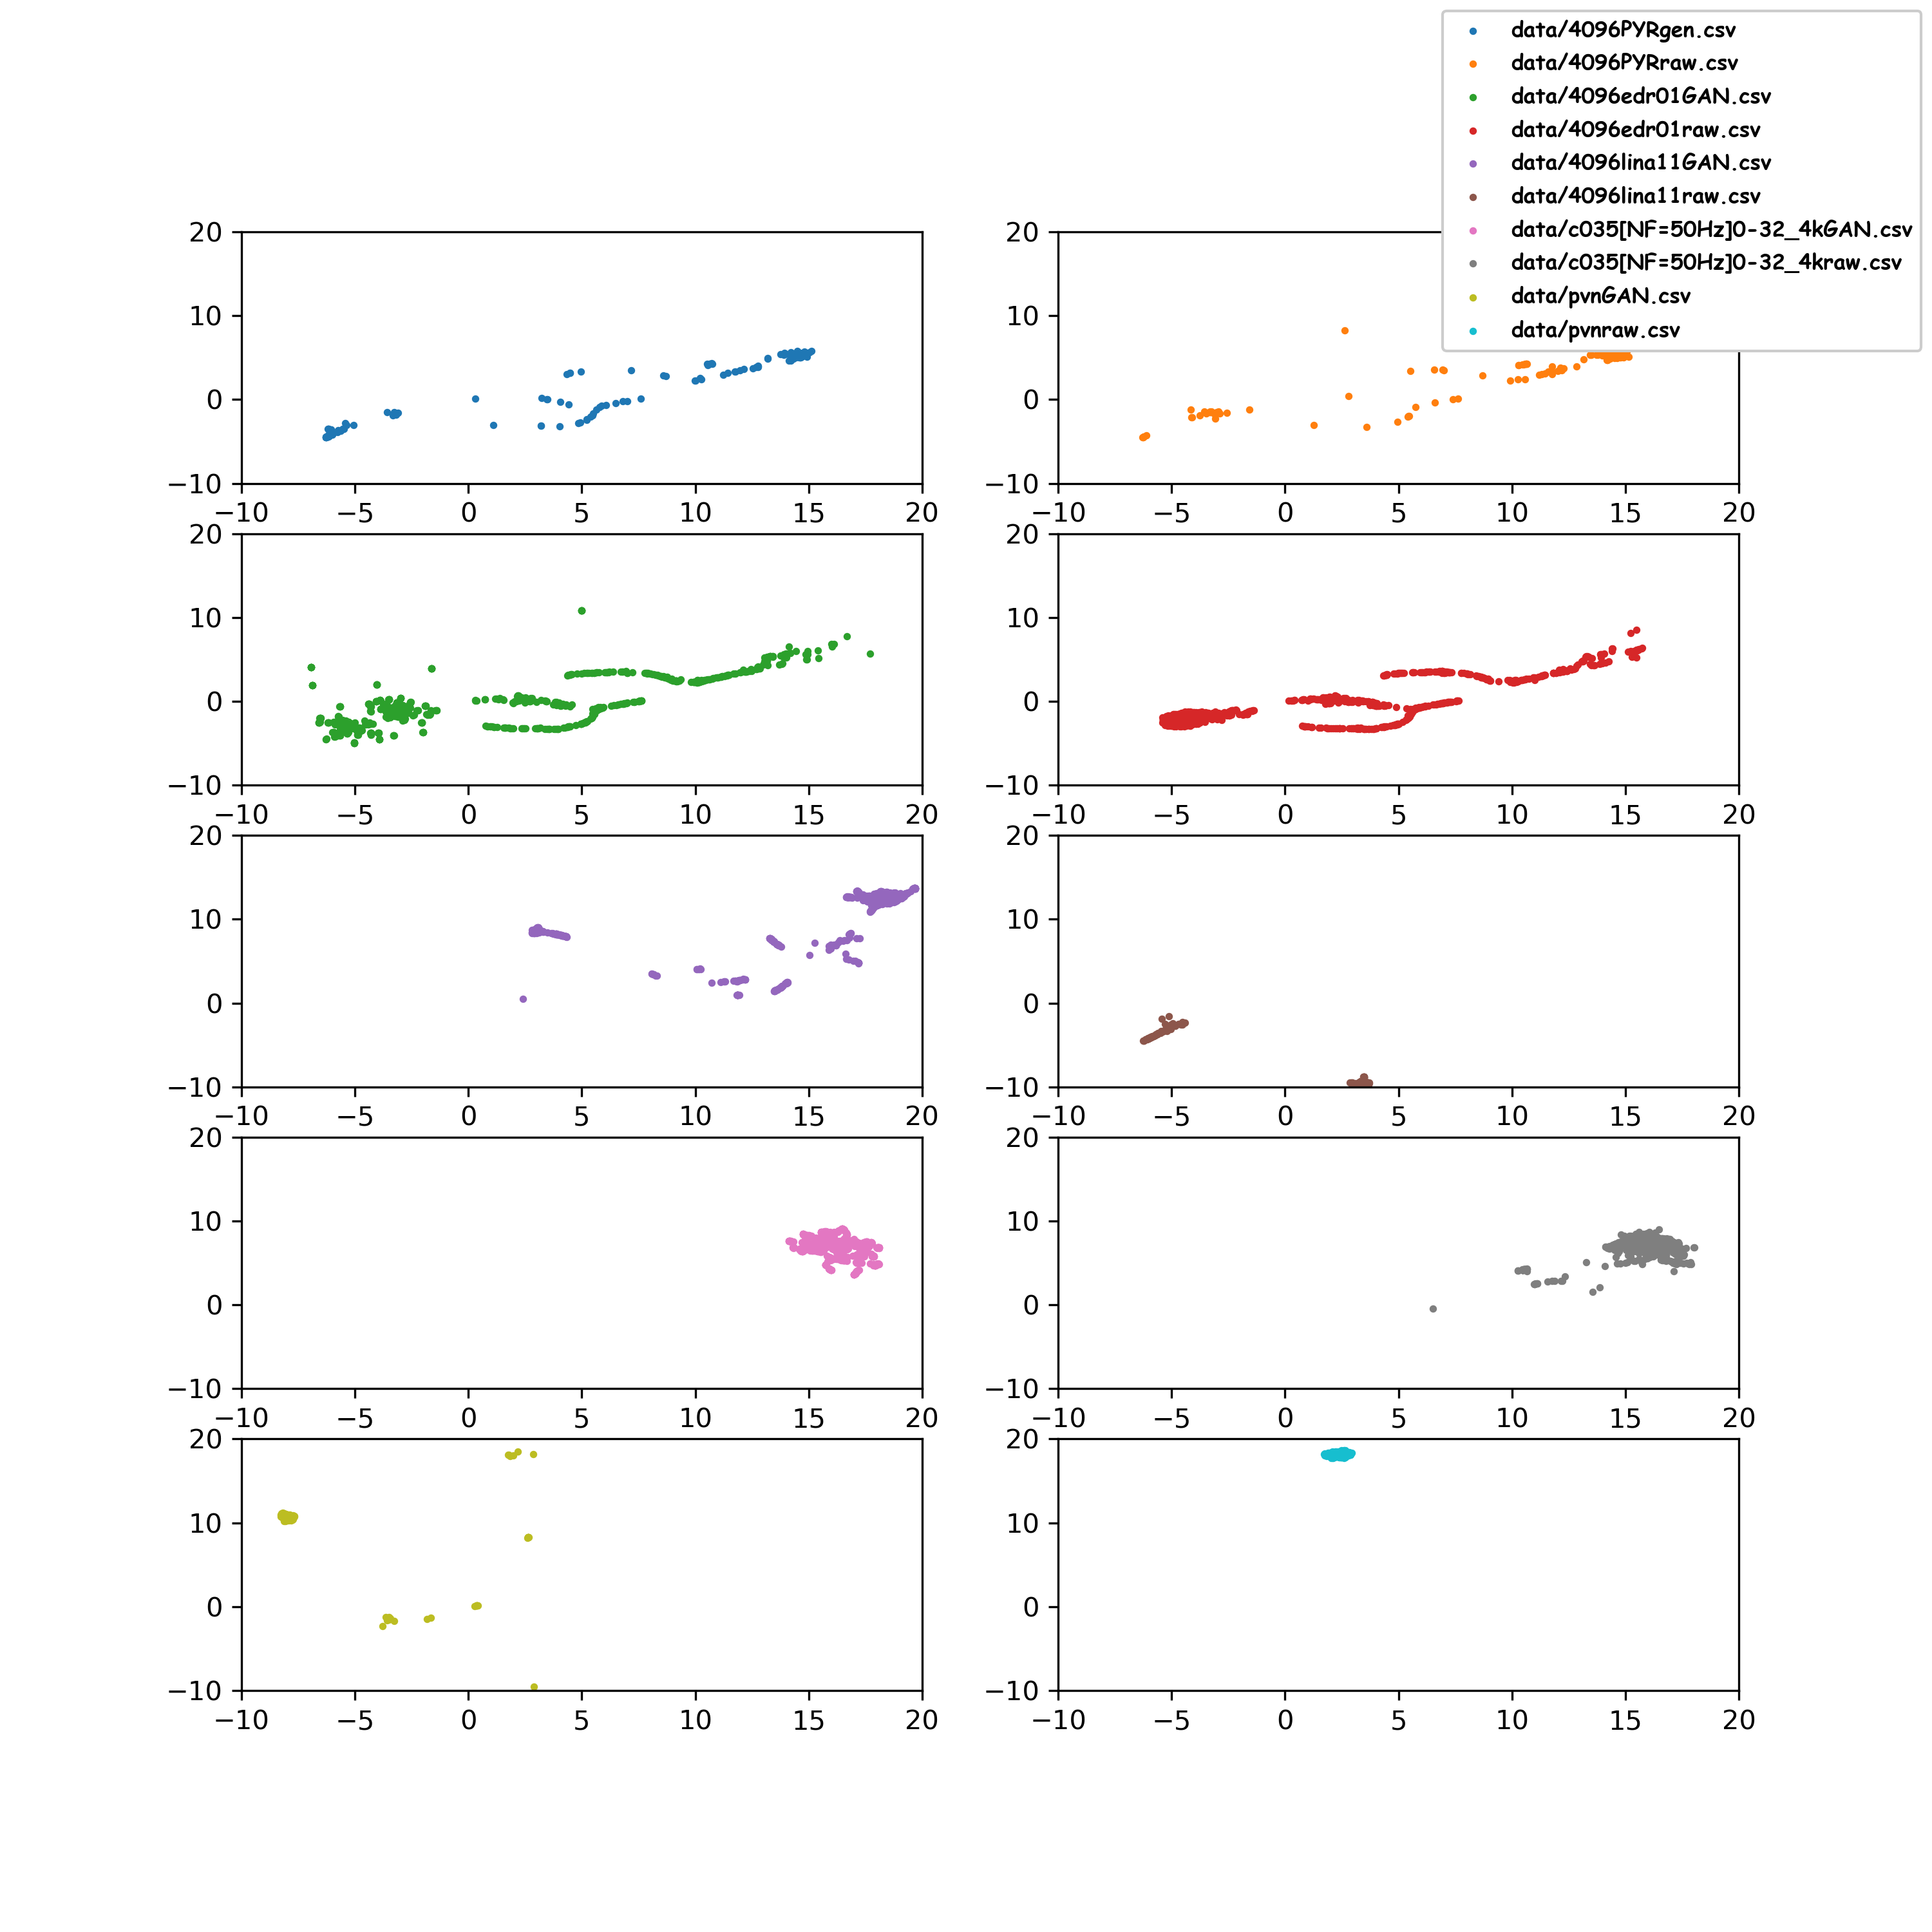 data/4096PYRgen.csv
data/4096PYRraw.csv
data/4096edr01GAN.csv
data/4096edr01raw.csv
data/4096lina11GAN.csv
data/4096lina11raw.csv
data/c035[NF=50Hz]0-32_4kGAN.csv
data/c035[NF=50Hz]0-32_4kraw.csv
data/pvnGAN.csv
data/pvnraw.csv
20
10
0
−10
−10 −5 0 5 10 15 20
20
10
0
−10
−10 −5 0 5 10 15 20
20
10
0
−10
−10 −5 0 5 10 15 20
20
10
0
−10
−10 −5 0 5 10 15 20
20
10
0
−10
−10 −5 0 5 10 15 20
20
10
0
−10
−10 −5 0 5 10 15 20
20
10
0
−10
−10 −5 0 5 10 15 20
20
10
0
−10
−10 −5 0 5 10 15 20
20
10
0
−10
−10 −5 0 5 10 15 20
20
10
0
−10
−10 −5 0 5 10 15 20